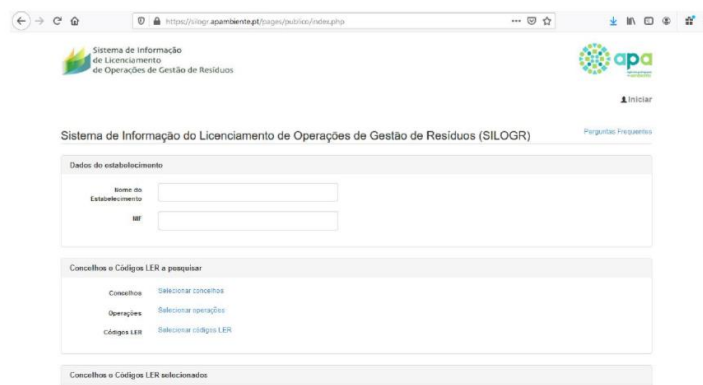 https://silogr.apambiente.pt/pages/publico/index.php
Sistema de Informação
de Licenciamento
de Operações de Gestão de Resíduos
apa
Iniciar
Sistema de Informação do Licenciamento de Operações de Gestão de Resíduos (SILOGR)
Perguntas Frequentes
Dados do estabelecimento
Nome do
Estabelecimento
NIF
Concelhos e Códigos LER a pesquisar
Concelhos
Selecionar concelhos
Operações
Selecionar operações
Códigos LER
Selecionar códigos LER
Concelhos e Códigos LER selecionados